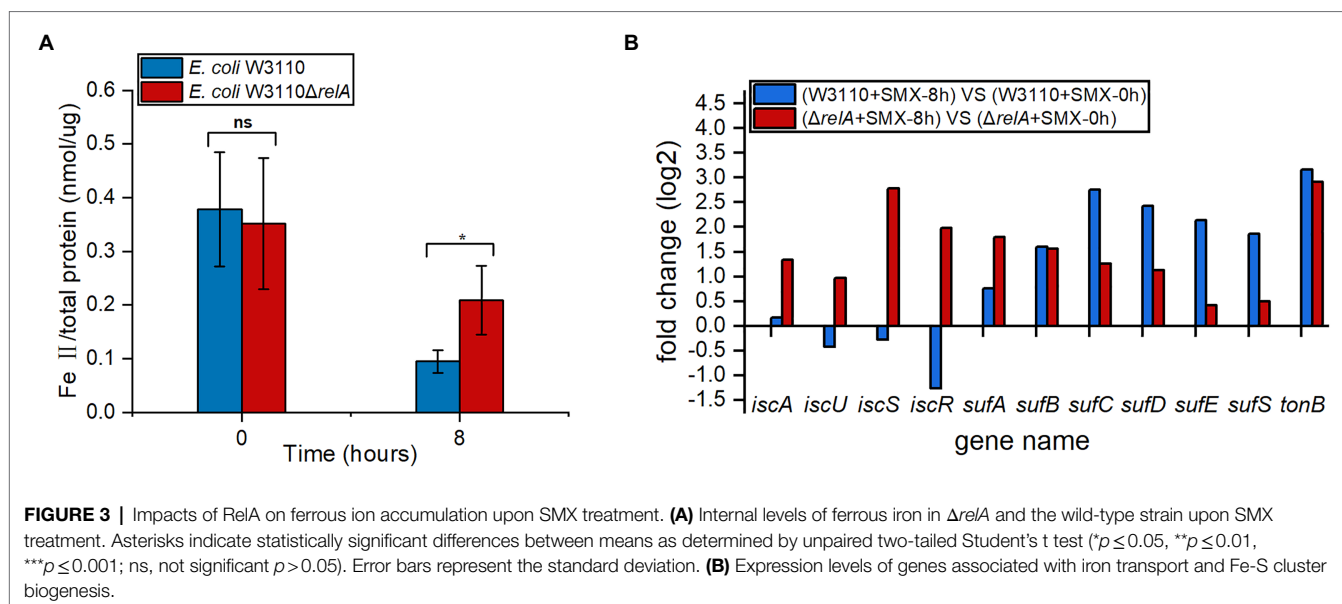 A
E. coli W3110
E. coli W3110ΔrelA
0.6
0.5
0.4
0.3
0.2
0.1
0.0
Fe II/total protein (nmol/ug)
ns
*
0
8
Time (hours)
B
(W3110+SMX-8h) VS (W3110+SMX-0h)
(ΔrelA+SMX-8h) VS (ΔrelA+SMX-0h)
4.5
4.0
3.5
3.0
2.5
2.0
1.5
1.0
0.5
0.0
-0.5
-1.0
-1.5
fold change (log2)
iscA iscU iscS iscR sufA sufB sufC sufD sufE sufS tonB
gene name
FIGURE 3 | Impacts of RelA on ferrous ion accumulation upon SMX treatment. (A) Internal levels of ferrous iron in ΔrelA and the wild-type strain upon SMX
treatment. Asterisks indicate statistically significant differences between means as determined by unpaired two-tailed Student’s t test (*p ≤ 0.05, **p ≤ 0.01,
***p ≤ 0.001; ns, not significant p > 0.05). Error bars represent the standard deviation. (B) Expression levels of genes associated with iron transport and Fe-S cluster
biogenesis.